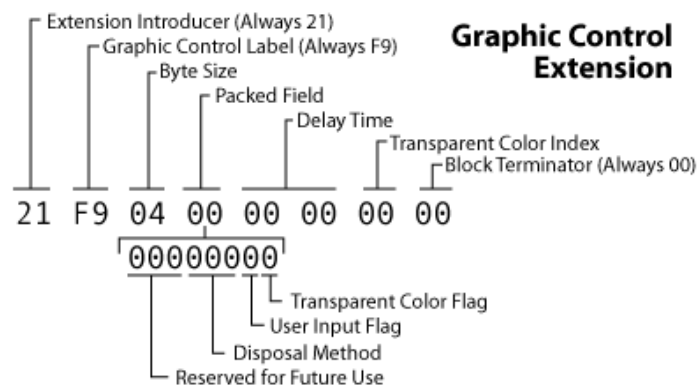 Graphic Control
Extension
Extension Introducer (Always 21)
Graphic Control Label (Always F9)
Byte Size
Packed Field
Delay Time
Transparent Color Index
Block Terminator (Always 00)
21 F9 04 00 00 00 00 00
00000000
Transparent Color Flag
User Input Flag
Disposal Method
Reserved for Future Use